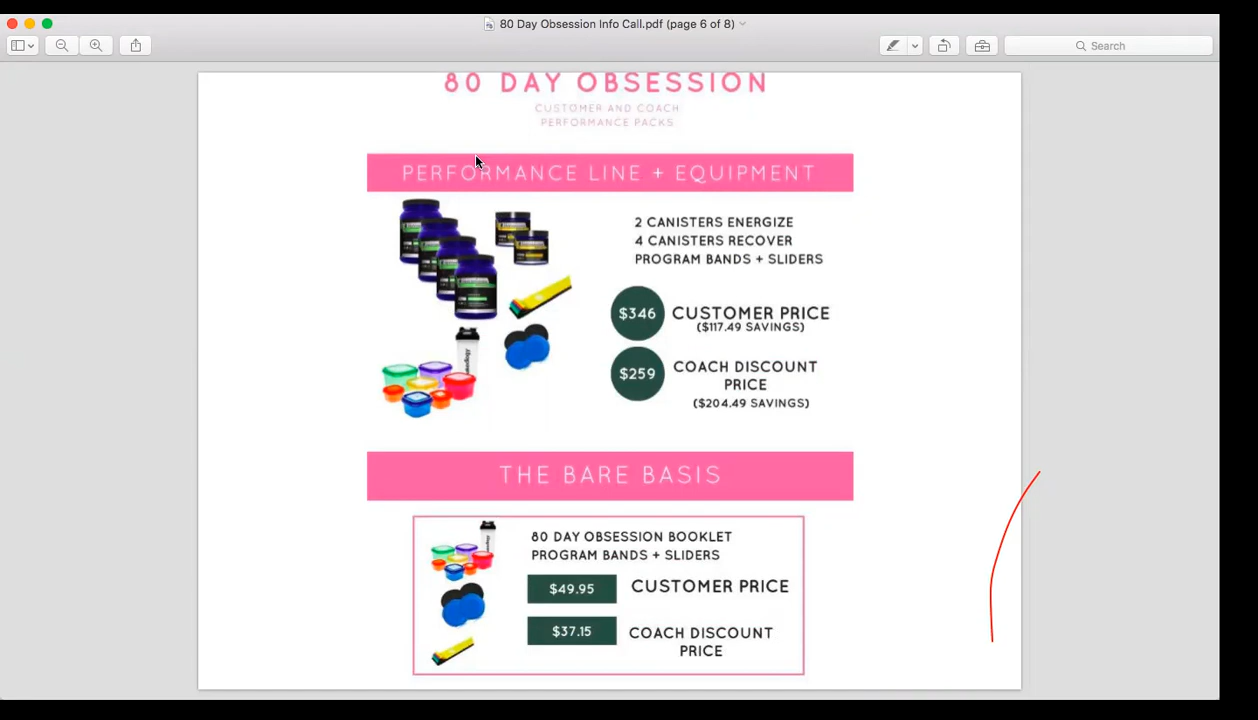 80 Day Obsession Info Call.pdf (page 6 of 8)
Search
80 DAY OBSESSION
CUSTOMER AND COACH
PERFORMANCE PACKS
PERFORMANCE LINE + EQUIPMENT
2 CANISTERS ENERGIZE
4 CANISTERS RECOVER
PROGRAM BANDS + SLIDERS
$346 CUSTOMER PRICE
($117.49 SAVINGS)
$259 COACH DISCOUNT
PRICE
($204.49 SAVINGS)
THE BARE BASIS
80 DAY OBSESSION BOOKLET
PROGRAM BANDS + SLIDERS
$49.95 CUSTOMER PRICE
$37.15 COACH DISCOUNT
PRICE